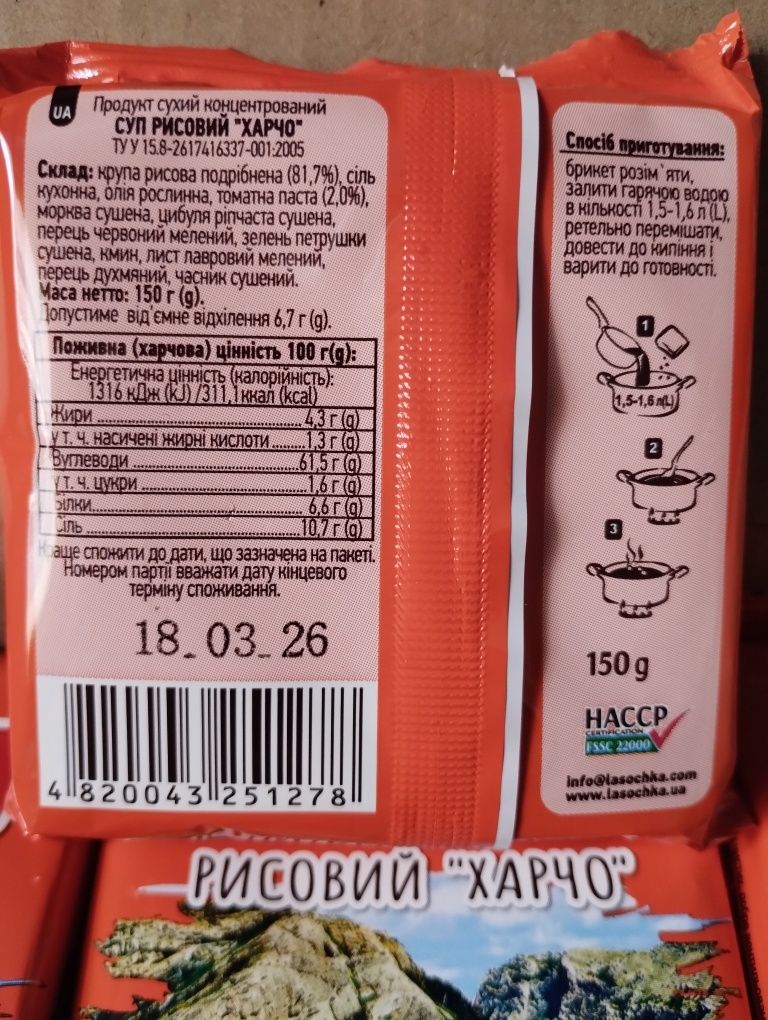 UA
Продукт сухий концентрований
СУП РИСОВИЙ "ХАРЧО"
ТУ У 15.8-2617416337-001:2005
Склад: крупа рисова подрібнена (81,7%), сіль
кухонна, олія рослинна, томатна паста (2,0%),
морква сушена, цибуля ріпчаста сушена,
перець червоний мелений, зелень петрушки
сушена, кмин, лист лавровий мелений,
перець духмяний, часник сушений.
Маса нетто: 150 г (g).
Допустиме від'ємне відхілення 6,7 г (g).
Поживна (харчова) цінність 100 г(g):
Енергетична цінність (калорійність):
1316 кДж (kJ) /311,1 ккал (kcal)
Жири 4,3 г (g)
у т. ч. насичені жирні кислоти 1,3 г (g)
Вуглеводи 61,5 г (g)
у т. ч. цукри 1,6 г (g)
Білки 6,6 г (g)
Сіль 10,7 г (g)
Краще спожити до дати, що зазначена на пакеті.
Номером партії вважати дату кінцевого
терміну споживання.
18.03.26
4 820043 251278
Спосіб приготування:
брикет розім'яти,
залити гарячою водою
в кількості 1,5-1,6 л (L),
ретельно перемішати,
довести до кипіння і
варити до готовності.
1
1,5-1,6 л(L)
2
3
150 g
HACCP
CERTIFICATION
FSSC 22000
info@lasochka.com
www.lasochka.ua
РИСОВИЙ "ХАРЧО"